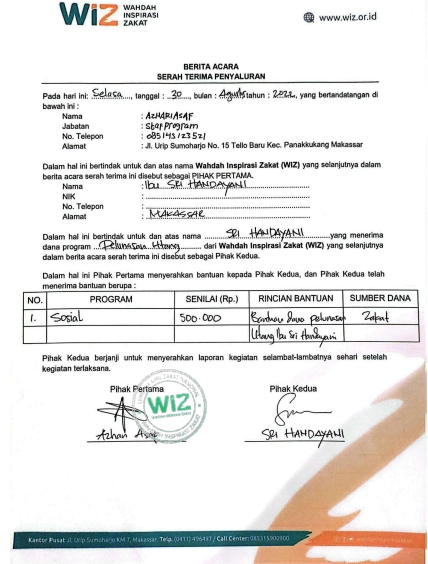 WIZ WAHDAH INSPIRASI ZAKAT
www.wiz.or.id
BERITA ACARA
SERAH TERIMA PENYALURAN
Pada hari ini: Selasa, tanggal : 30, bulan : Agusts tahun : 2022, yang bertandatangan di
bawah ini :
Nama : AZHARI ASAF
Jabatan : Staf Program
No. Telepon : 085145123521
Alamat : Jl. Urip Sumoharjo No. 15 Tello Baru Kec. Panakkukang Makassar
Dalam hal ini bertindak untuk dan atas nama Wahdah Inspirasi Zakat (WIZ) yang selanjutnya dalam
berita acara serah terima ini disebut sebagai PIHAK PERTAMA.
Nama : Ibu SRI HANDAYANI
NIK :
No. Telepon :
Alamat : MAKASSAR
Dalam hal ini bertindak untuk dan atas nama SRI HANDAYANI yang menerima
dana program Pelunasan Utang dari Wahdah Inspirasi Zakat (WIZ) yang selanjutnya
dalam berita acara serah terima ini disebut sebagai Pihak Kedua.
Dalam hal ini Pihak Pertama menyerahkan bantuan kepada Pihak Kedua, dan Pihak Kedua telah
menerima bantuan berupa :
NO. PROGRAM SENILAI (Rp.) RINCIAN BANTUAN SUMBER DANA
1. Sosial 500.000 Bantuan dana pelunasan Zakat
Utang Ibu Sri Handayani
Pihak Kedua berjanji untuk menyerahkan laporan kegiatan selambat-lambatnya sehari setelah
kegiatan terlaksana.
Pihak Pertama Pihak Kedua
WIZ
Azhari Asaf SRI HANDAYANI
Kantor Pusat: Jl. Urip Sumoharjo KM.7, Makassar. Telp. (0411) 496497 / Call Center: 085315900900